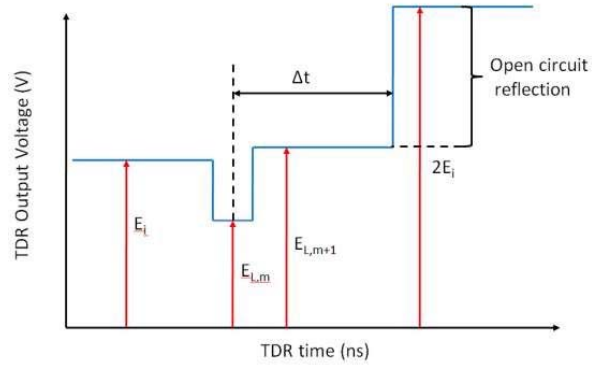 TDR Output Voltage (V)
Δt
Open circuit
reflection
2Ei
Ei
EL,m+1
EL,m
TDR time (ns)